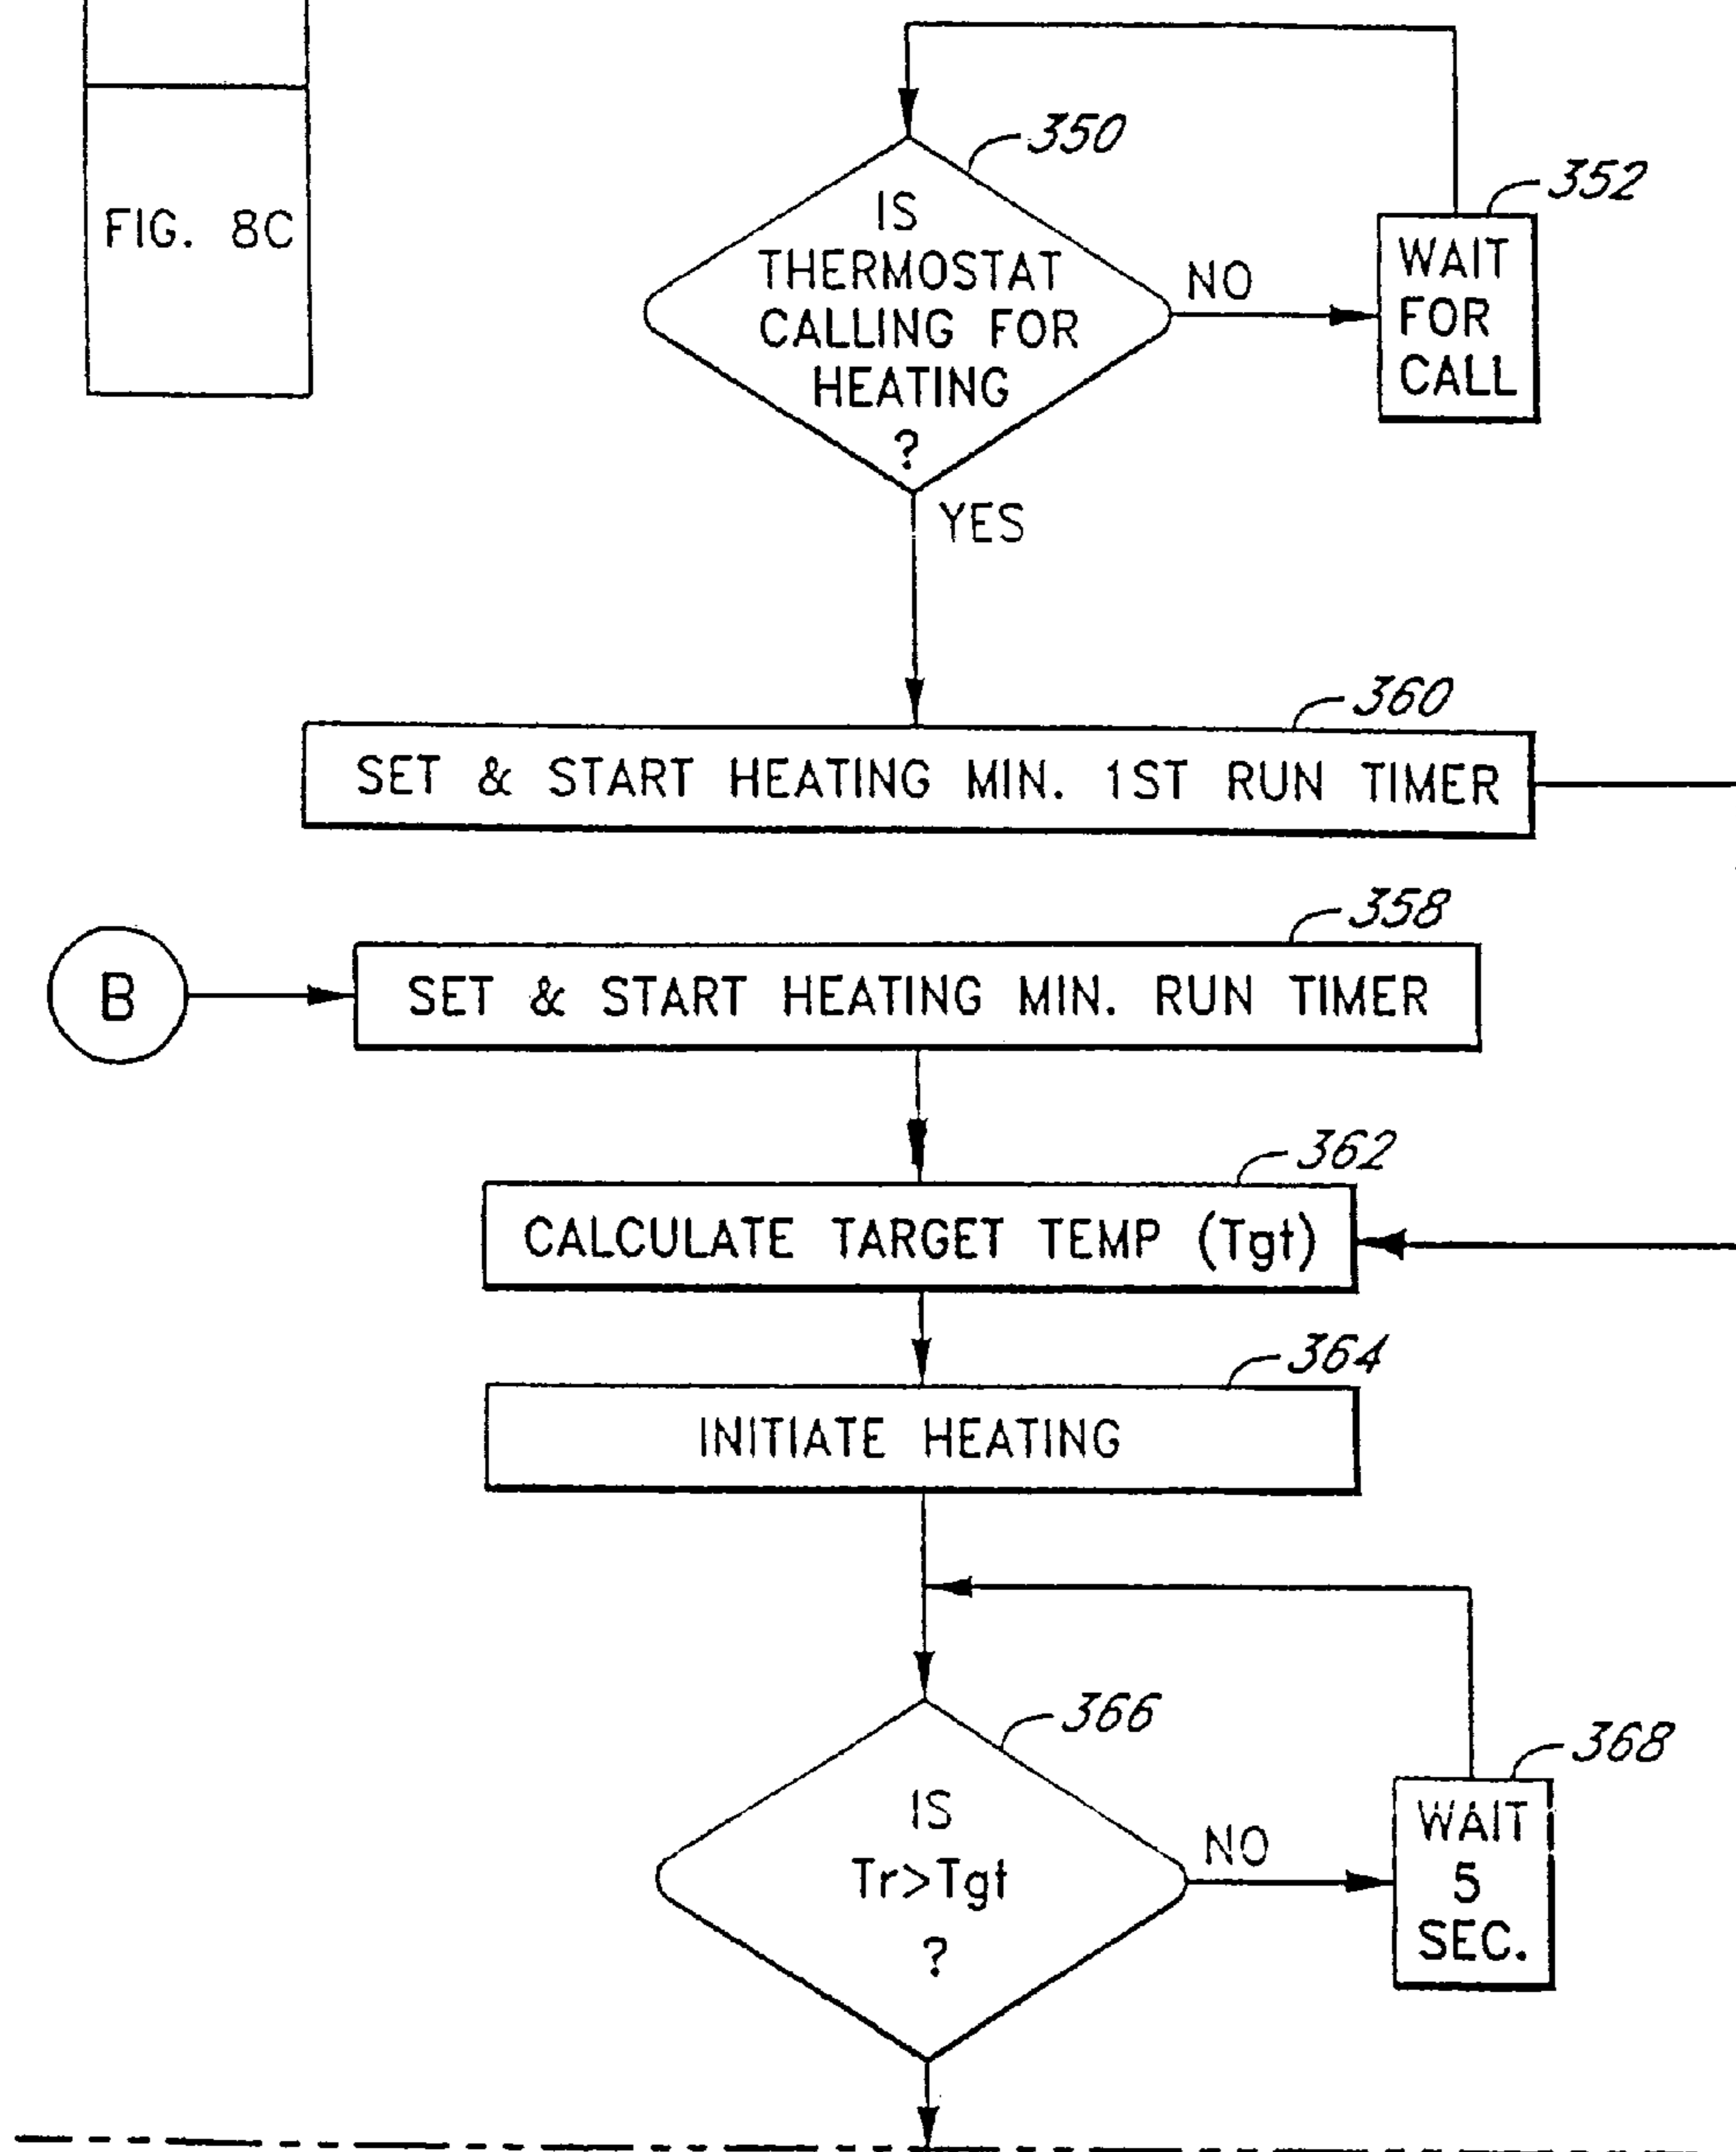 FIG. 8C
350
IS
THERMOSTAT
CALLING FOR
HEATING
?
NO
352
WAIT
FOR
CALL
YES
360
SET & START HEATING MIN. 1ST RUN TIMER
358
B
SET & START HEATING MIN. RUN TIMER
362
CALCULATE TARGET TEMP (Tgt)
364
INITIATE HEATING
366
IS
Tr>Tgt
?
NO
368
WAIT
5
SEC.